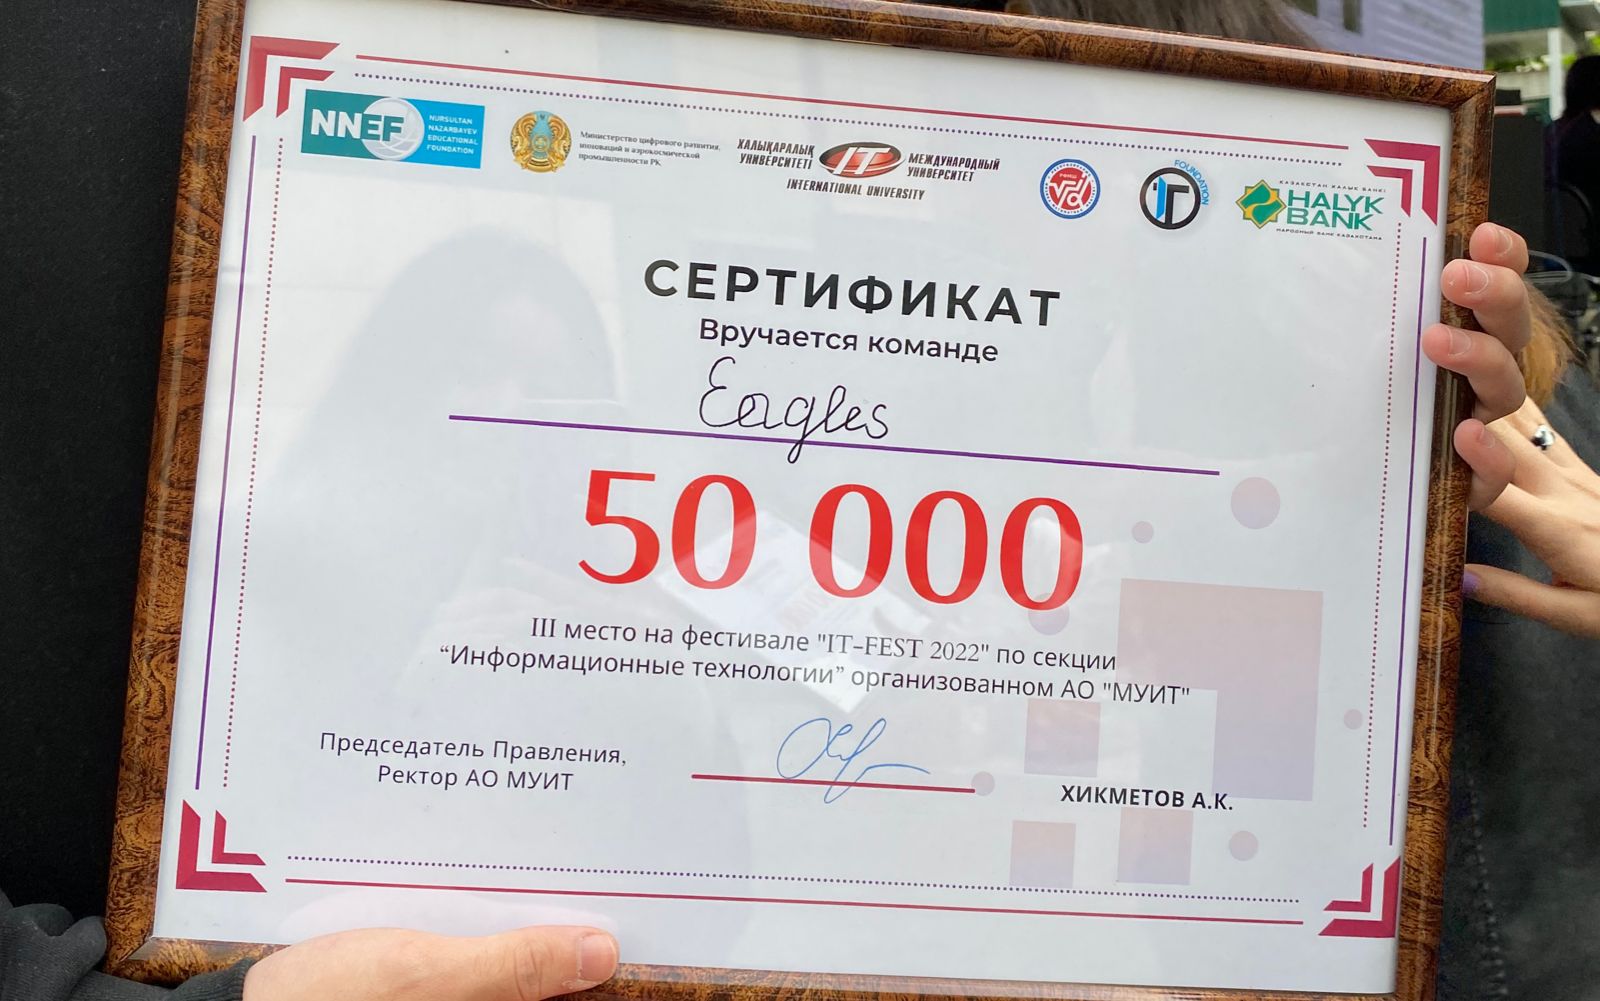 NNEF
NURSULTAN
NAZARBAYEV
EDUCATIONAL
FOUNDATION
Министерство цифрового развития,
инноваций и аэрокосмической
промышленности РК
ХАЛЫҚАРАЛЫҚ
УНИВЕРСИТЕТІ
IT
МЕЖДУНАРОДНЫЙ
УНИВЕРСИТЕТ
INTERNATIONAL UNIVERSITY
IT
FOUNDATION
КАЗАКСТАН ХАЛЫК БАНКІ
HALYK
BANK
НАРОДНЫЙ БАНК КАЗАХСТАНА
СЕРТИФИКАТ
Вручается команде
Eagles
50 000
III место на фестивале "IT-FEST 2022" по секции
“Информационные технологии” организованном АО "МУИТ"
Председатель Правления,
Ректор АО МУИТ
ХИКМЕТОВ А.К.